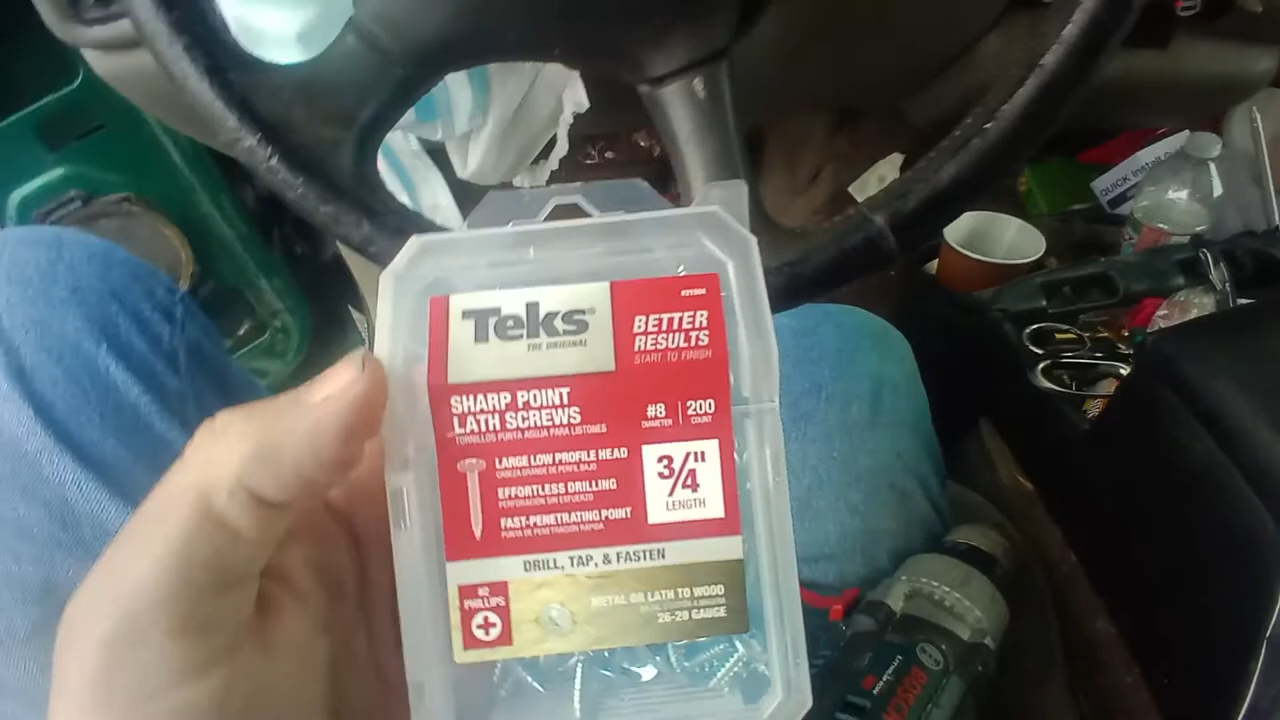 Teks®
THE ORIGINAL
#21504
BETTER
RESULTS
START TO FINISH
SHARP POINT
LATH SCREWS
TORNILLOS PUNTA AGUJA PARA LISTONES
#8
DIAMETER
200
COUNT
LARGE LOW PROFILE HEAD
CABEZA GRANDE DE PERFIL BAJO
EFFORTLESS DRILLING
PERFORACIÓN SIN ESFUERZO
FAST-PENETRATING POINT
PUNTA DE PENETRACIÓN RÁPIDA
3/4"
LENGTH
DRILL, TAP, & FASTEN
#2
PHILLIPS
METAL OR LATH TO WOOD
26-20 GAUGE
QUICK Install
BOSCH